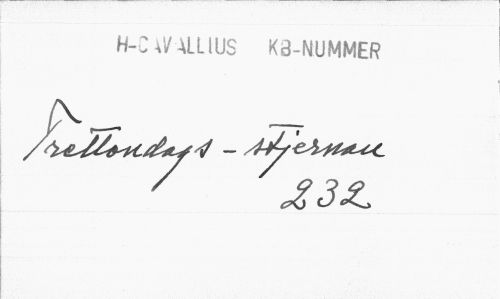 H-CAVALLIUS KB-NUMMER
Trettondags-stjernan
232